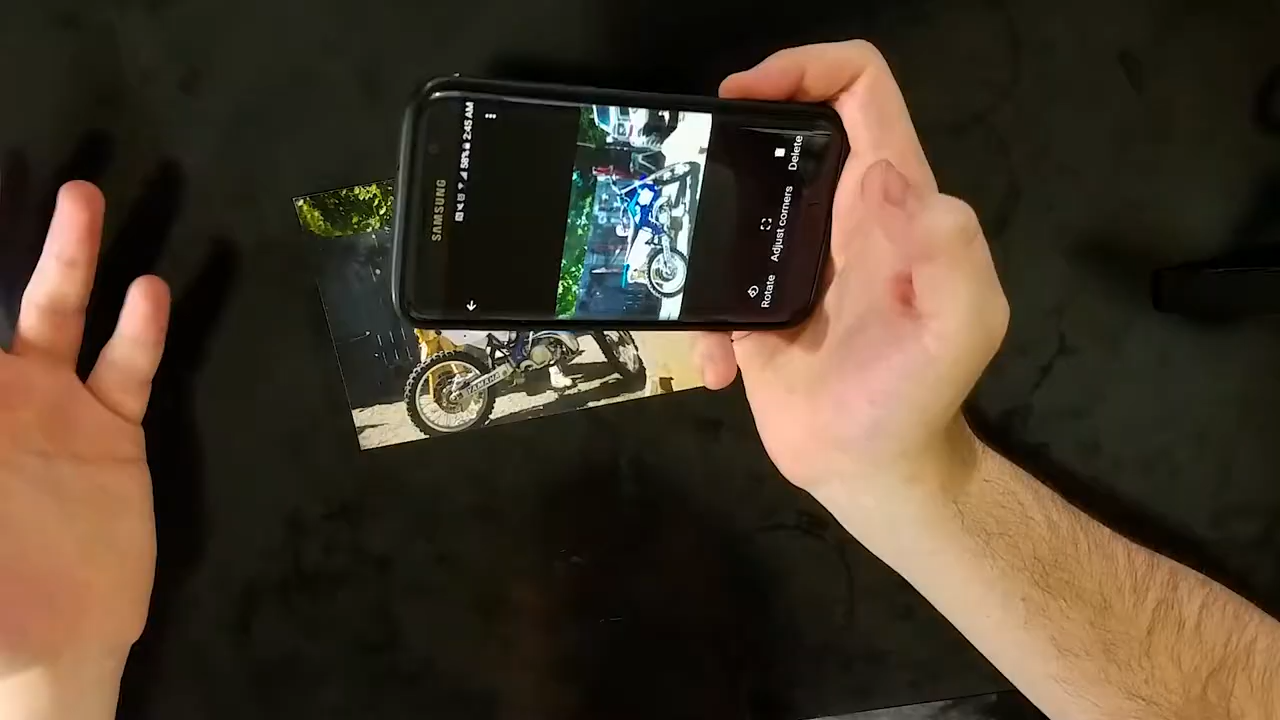 SAMSUNG
58% 2:45 AM
Rotate
Adjust corners
Delete
YAMAHA